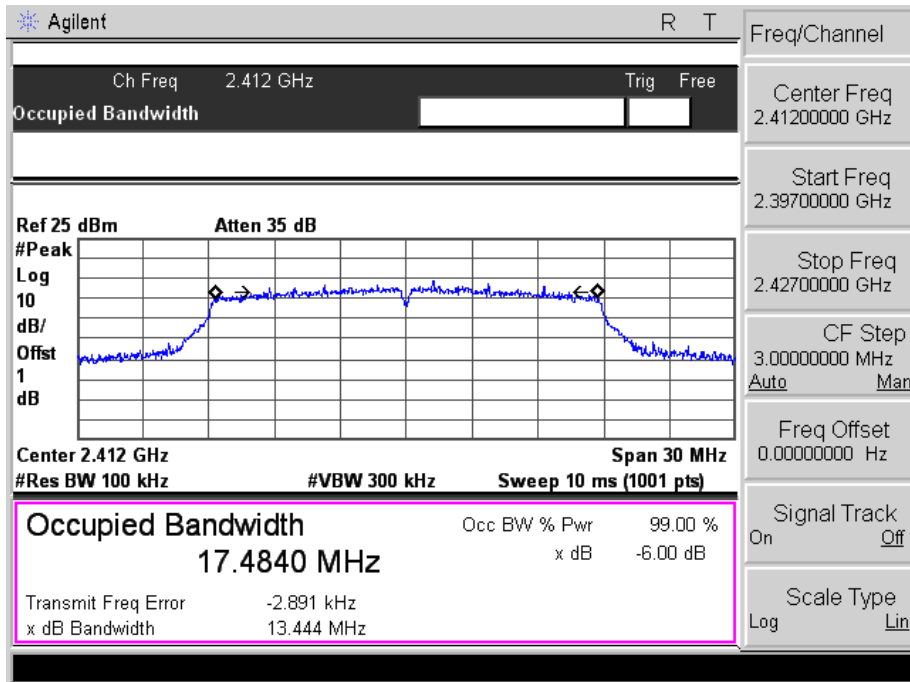 Agilent R T
Ch Freq 2.412 GHz Trig Free
Occupied Bandwidth
Ref 25 dBm Atten 35 dB
#Peak
Log
10
dB/
Offst
1
dB
Center 2.412 GHz Span 30 MHz
#Res BW 100 kHz #VBW 300 kHz Sweep 10 ms (1001 pts)
Occupied Bandwidth Occ BW % Pwr 99.00 %
17.4840 MHz x dB -6.00 dB
Transmit Freq Error -2.891 kHz
x dB Bandwidth 13.444 MHz
Freq/Channel
Center Freq
2.41200000 GHz
Start Freq
2.39700000 GHz
Stop Freq
2.42700000 GHz
CF Step
3.00000000 MHz
Auto Man
Freq Offset
0.00000000 Hz
Signal Track
On Off
Scale Type
Log Lin